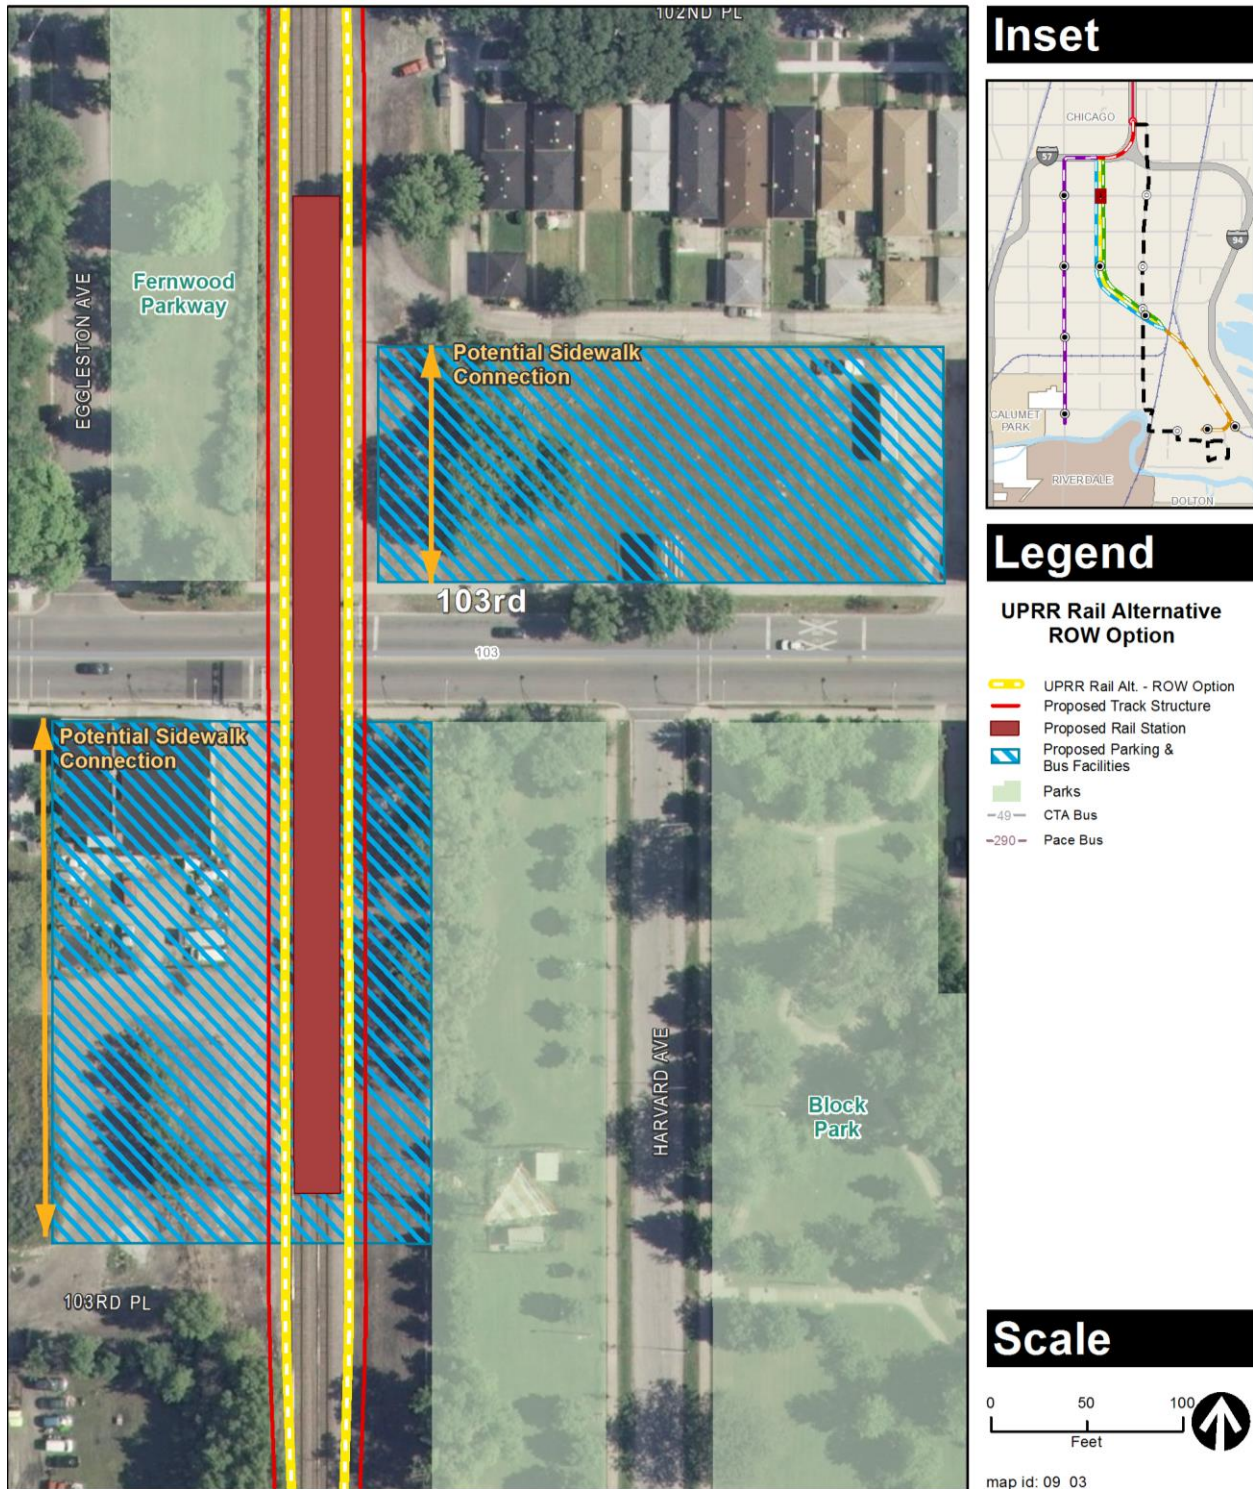 102ND PL
Fernwood
Parkway
EGGLESTON AVE
Potential Sidewalk
Connection
103rd
103
Potential Sidewalk
Connection
HARVARD AVE
Block
Park
103RD PL
Inset
CHICAGO
57
94
CALUMET
PARK
RIVERDALE
DOLTON
Legend
UPRR Rail Alternative
ROW Option
UPRR Rail Alt. - ROW Option
Proposed Track Structure
Proposed Rail Station
Proposed Parking &
Bus Facilities
Parks
49 CTA Bus
290 Pace Bus
Scale
0 50 100
Feet
map id: 09_03